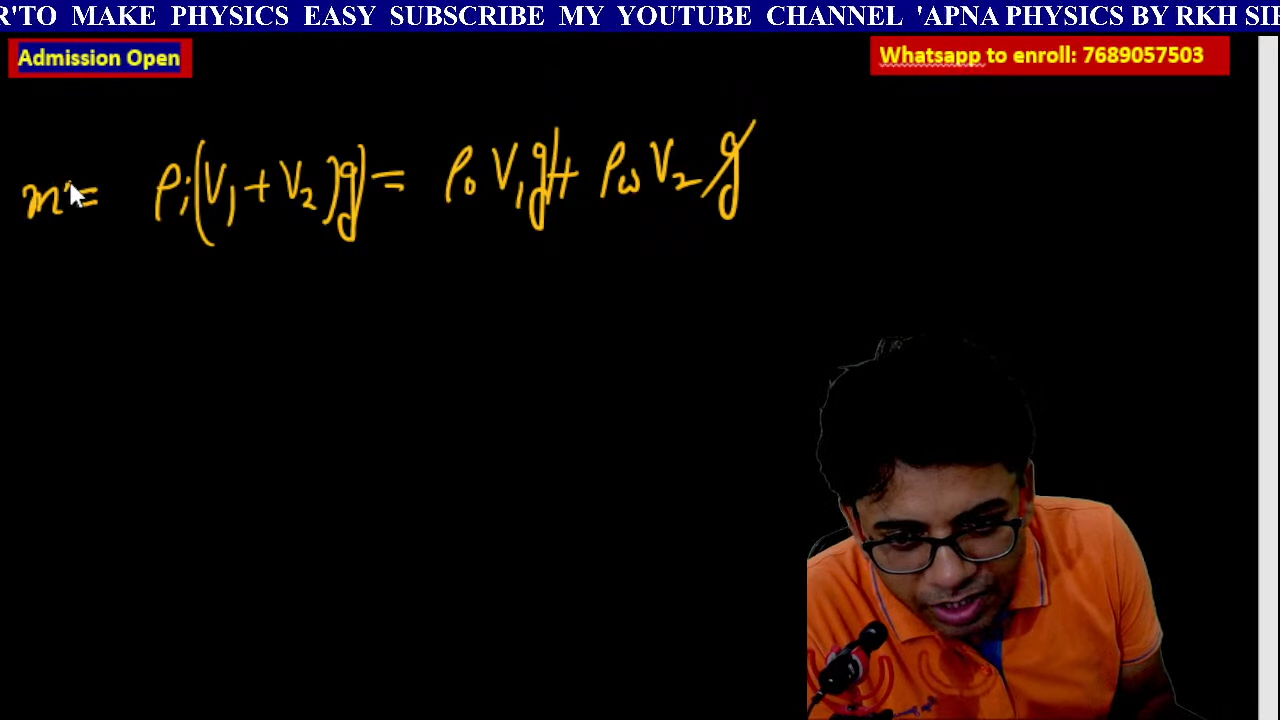 R'TO MAKE PHYSICS EASY SUBSCRIBE MY YOUTUBE CHANNEL 'APNA PHYSICS BY RKH SI
Admission Open
Whatsapp to enroll: 7689057503
m = ρi(V1 + V2)g = ρo V1 g + ρω V2 g